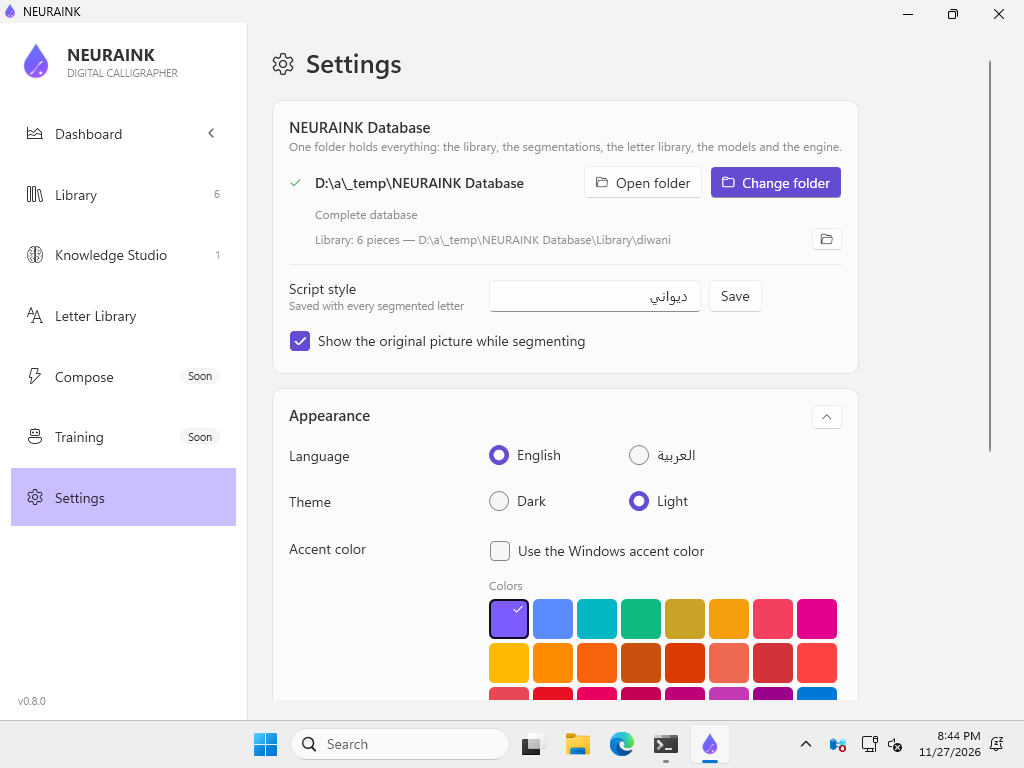 NEURAINK
NEURAINK
DIGITAL CALLIGRAPHER
Dashboard
Library 6
Knowledge Studio 1
Letter Library
Compose Soon
Training Soon
Settings
v0.8.0
Settings
NEURAINK Database
One folder holds everything: the library, the segmentations, the letter library, the models and the engine.
D:\a\_temp\NEURAINK Database Open folder Change folder
Complete database
Library: 6 pieces — D:\a\_temp\NEURAINK Database\Library\diwani
Script style
Saved with every segmented letter
ديواني Save
Show the original picture while segmenting
Appearance
Language English العربية
Theme Dark Light
Accent color Use the Windows accent color
Colors
Search
8:44 PM
11/27/2026